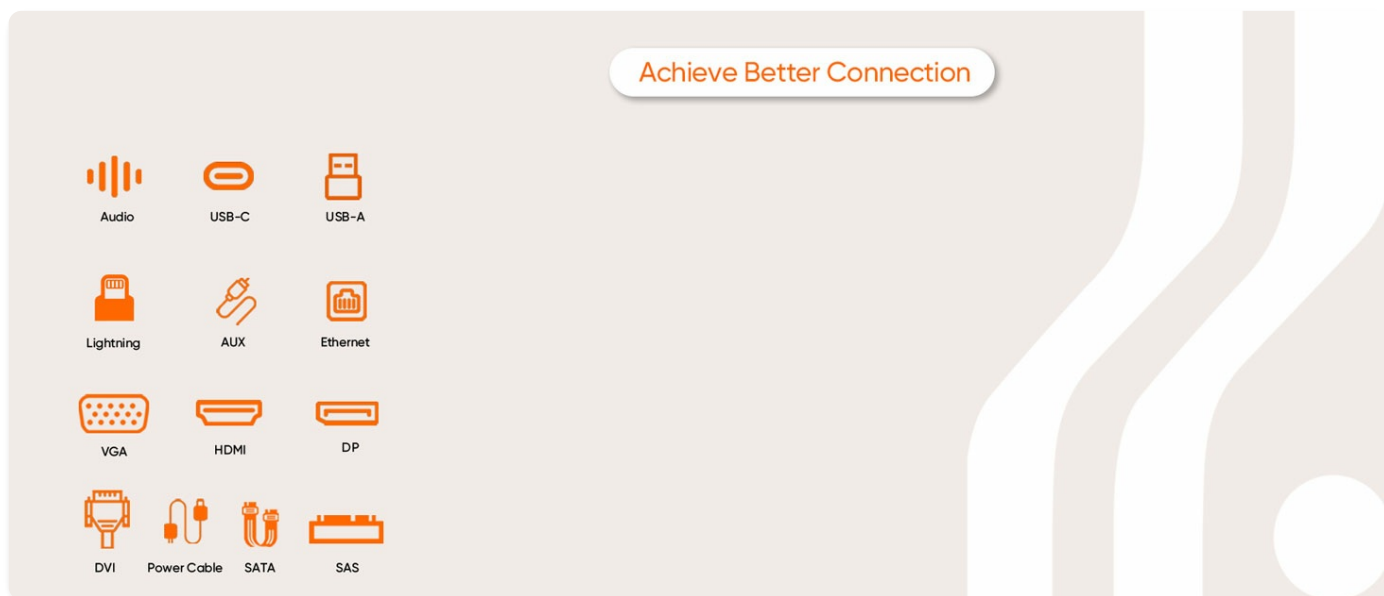 Achieve Better Connection
Audio
USB-C
USB-A
Lightning
AUX
Ethernet
VGA
HDMI
DP
DVI
Power Cable
SATA
SAS